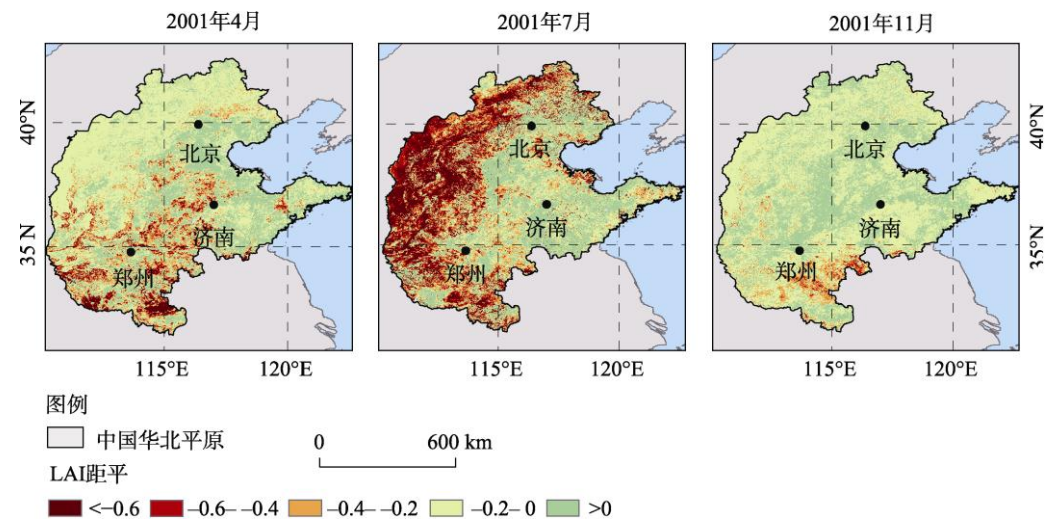 2001年4月 2001年7月 2001年11月
40°N
35°N
北京
济南
郑州
115°E 120°E
北京
济南
郑州
115°E 120°E
北京
济南
郑州
115°E 120°E
40°N
35°N
图例
中国华北平原
0 600 km
LAI距平
<–0.6 –0.6– –0.4 –0.4– –0.2 –0.2– 0 >0